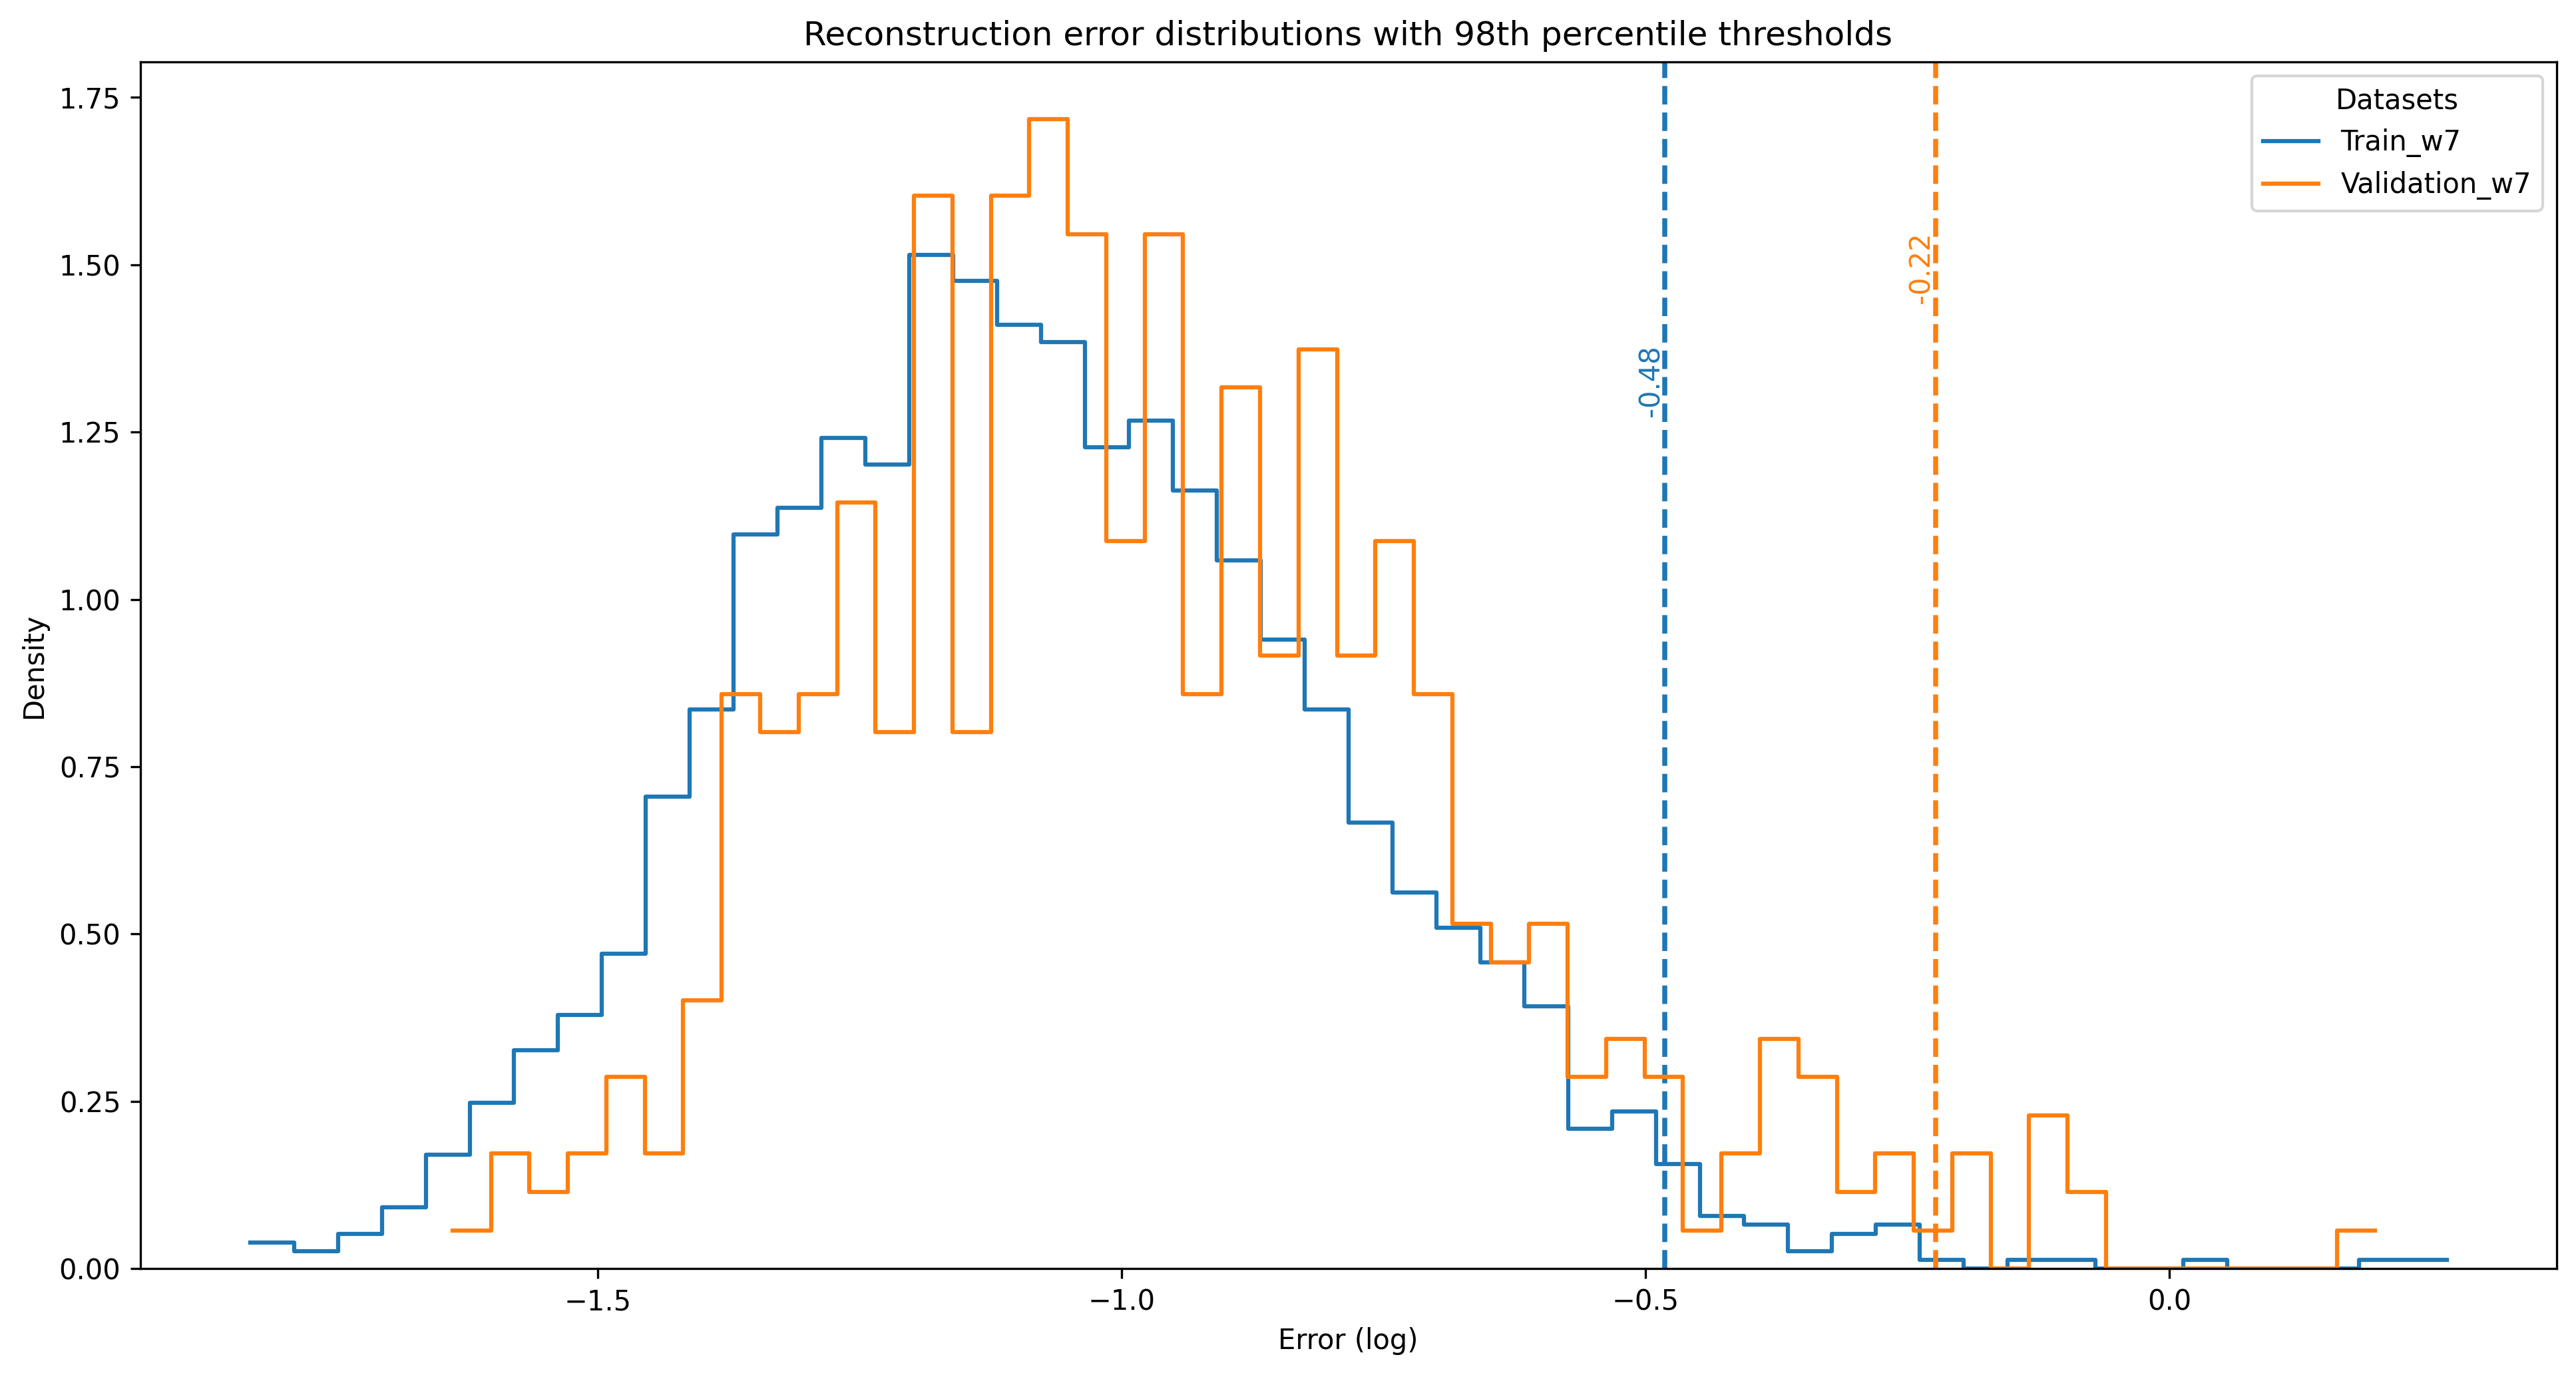 Reconstruction error distributions with 98th percentile thresholds
Datasets
Train_w7
Validation_w7
1.75
1.50
1.25
1.00
0.75
0.50
0.25
0.00
Density
-0.48
-0.22
−1.5
−1.0
−0.5
0.0
Error (log)